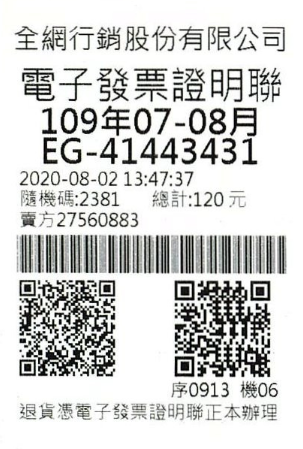 全網行銷股份有限公司
電子發票證明聯
109年07-08月
EG-41443431
2020-08-02 13:47:37
隨機碼:2381 總計:120 元
賣方27560883
序0913 機06
退貨憑電子發票證明聯正本辦理